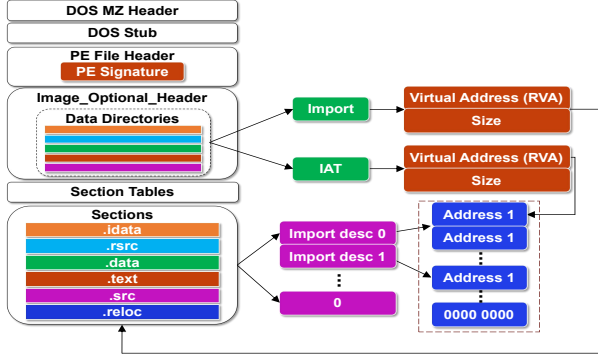 DOS MZ Header
DOS Stub
PE File Header
PE Signature
Image_Optional_Header
Data Directories
Import
Virtual Address (RVA)
Size
IAT
Virtual Address (RVA)
Size
Section Tables
Sections
.idata
.rsrc
.data
.text
.src
.reloc
Import desc 0
Import desc 1
0
Address 1
Address 1
Address 1
0000 0000